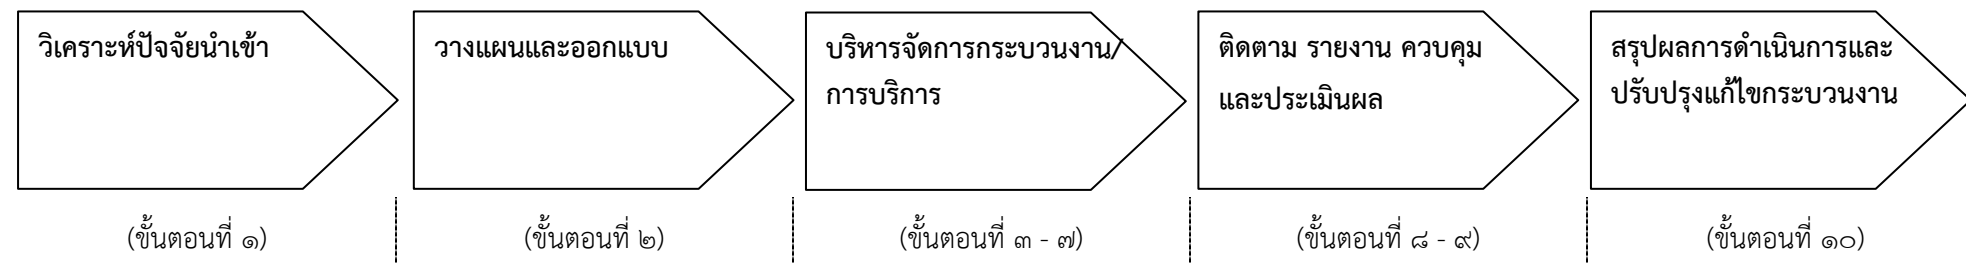 วิเคราะห์ปัจจัยนำเข้า
วางแผนและออกแบบ
บริหารจัดการกระบวนงาน/
การบริการ
ติดตาม รายงาน ควบคุม
และประเมินผล
สรุปผลการดำเนินการและ
ปรับปรุงแก้ไขกระบวนงาน
(ขั้นตอนที่ ๑)
(ขั้นตอนที่ ๒)
(ขั้นตอนที่ ๓ - ๗)
(ขั้นตอนที่ ๘ - ๙)
(ขั้นตอนที่ ๑๐)